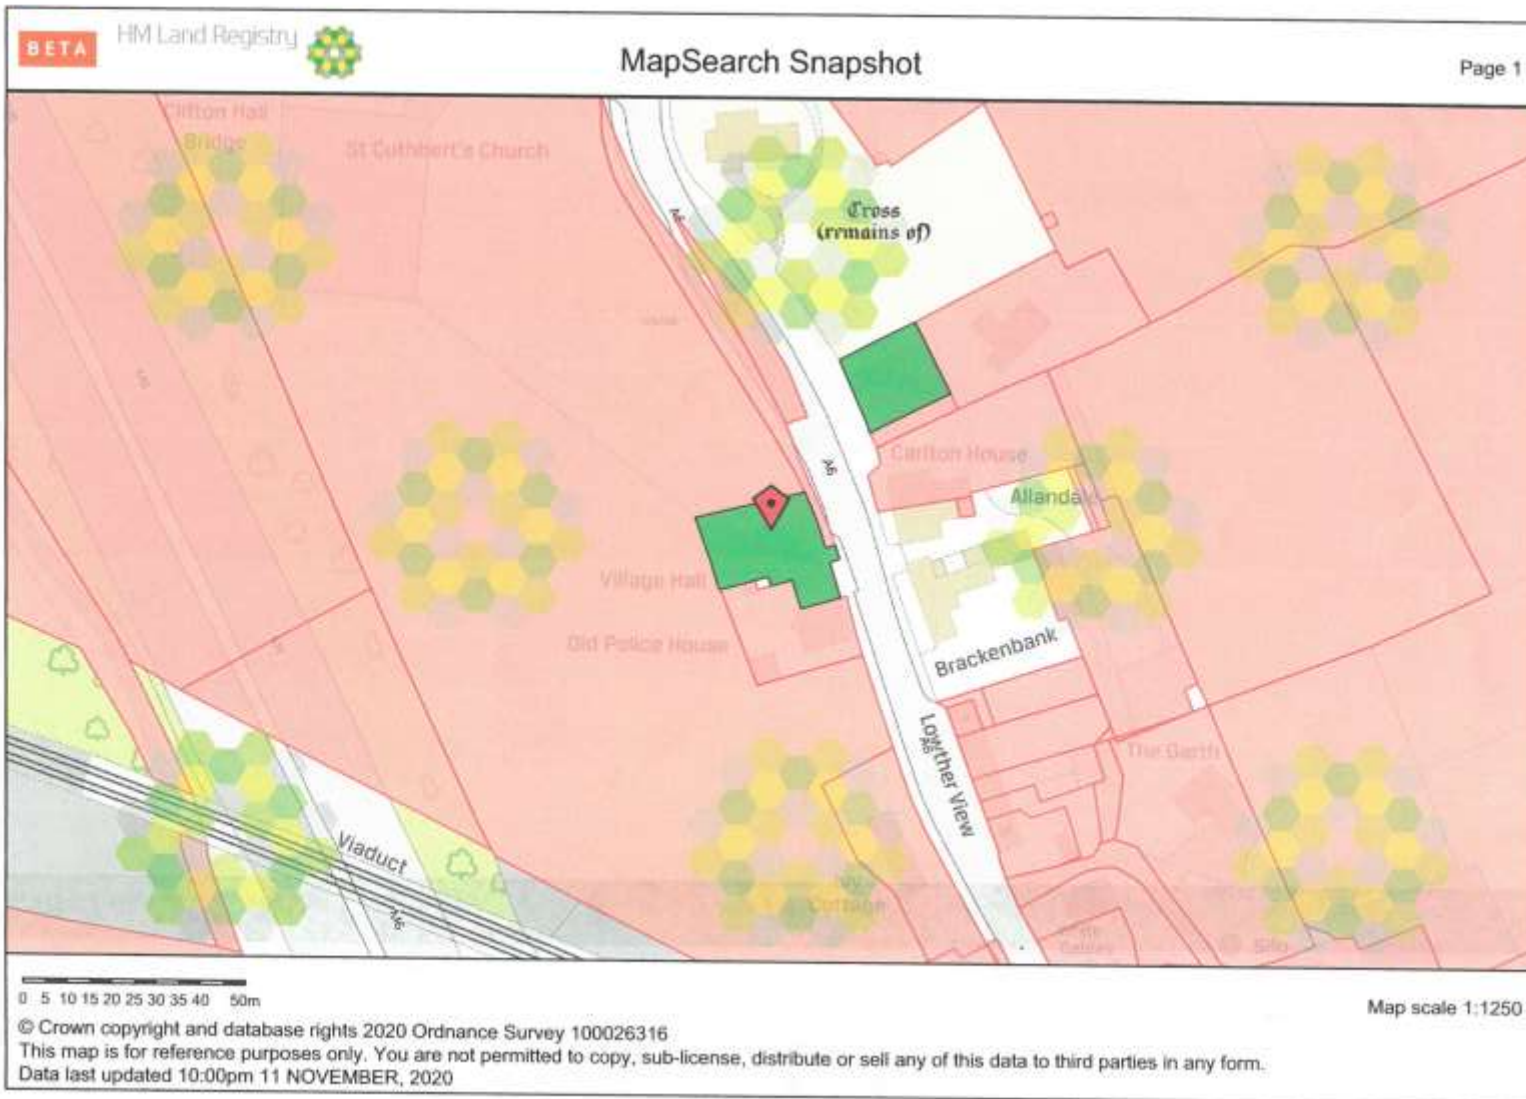 BETA
HM Land Registry
MapSearch Snapshot
Page 1
Clifton Hall
Bridge
St Cuthbert's Church
Cross
(remains of)
A6
A6
Carlton House
Allandale
Village Hall
Old Police House
Brackenbank
Lowther View
A6
The Garth
Viaduct
M6
Ivy
Cottage
Silo
0 5 10 15 20 25 30 35 40 50m
Map scale 1:1250
© Crown copyright and database rights 2020 Ordnance Survey 100026316
This map is for reference purposes only. You are not permitted to copy, sub-license, distribute or sell any of this data to third parties in any form.
Data last updated 10:00pm 11 NOVEMBER, 2020